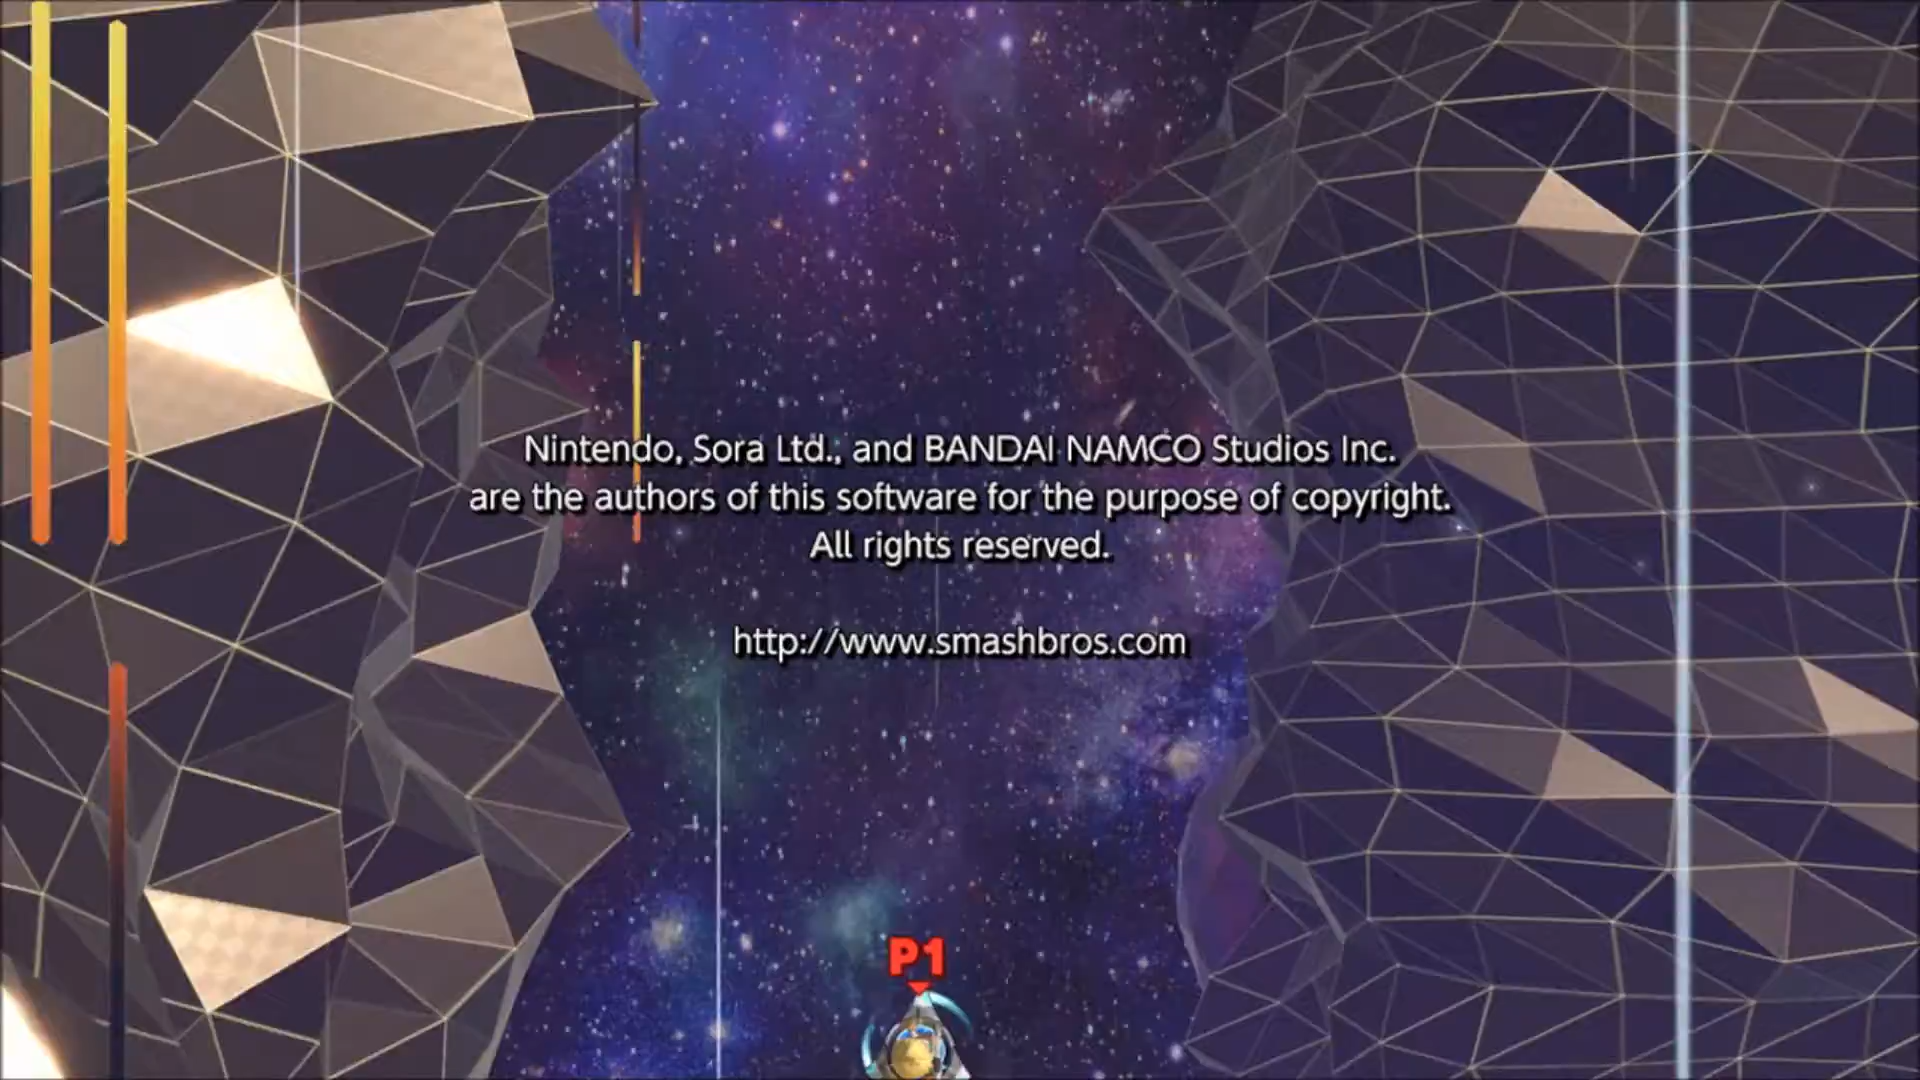 Nintendo, Sora Ltd., and BANDAI NAMCO Studios Inc.
are the authors of this software for the purpose of copyright.
All rights reserved.
http://www.smashbros.com
P1